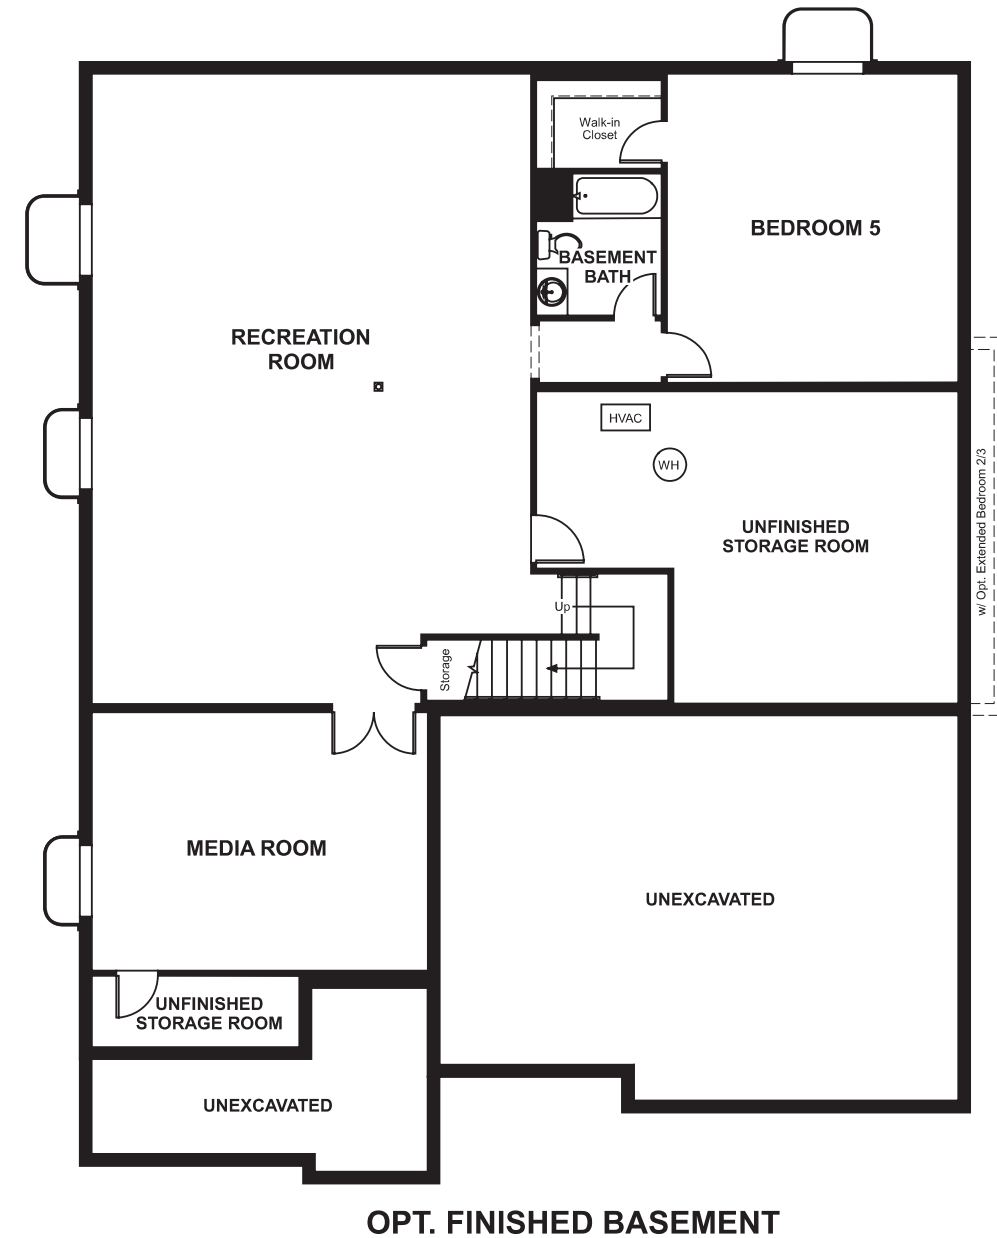 Walk-in
Closet
BEDROOM 5
BASEMENT
BATH
RECREATION
ROOM
HVAC
WH
UNFINISHED
STORAGE ROOM
w/ Opt. Extended Bedroom 2/3
Up
Storage
MEDIA ROOM
UNEXCAVATED
UNFINISHED
STORAGE ROOM
UNEXCAVATED
OPT. FINISHED BASEMENT